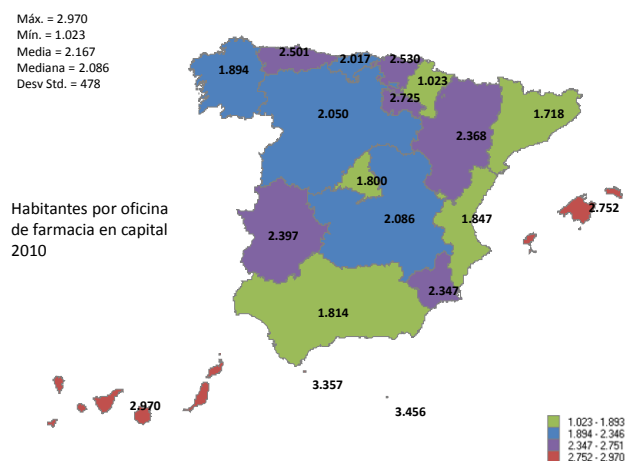 Máx. = 2.970
Mín. = 1.023
Media = 2.167
Mediana = 2.086
Desv Std. = 478
2.501
2.017
2.530
1.894
1.023
2.725
2.050
1.718
2.368
1.800
Habitantes por oficina
de farmacia en capital
2010
2.752
1.847
2.086
2.397
2.347
1.814
3.357
2.970
3.456
1.023 - 1.893
1.894 - 2.346
2.347 - 2.751
2.752 - 2.970